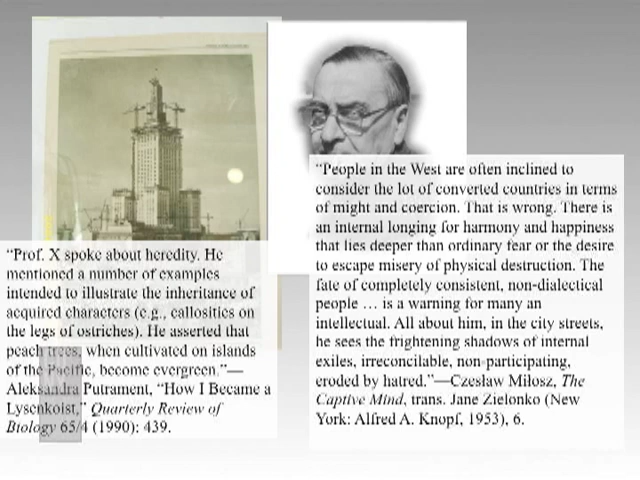 “Prof. X spoke about heredity. He
mentioned a number of examples
intended to illustrate the inheritance of
acquired characters (e.g., callosities on
the legs of ostriches). He asserted that
peach trees, when cultivated on islands
of the Pacific, become evergreen.”—
Aleksandra Putrament, “How I Became a
Lysenkoist,” Quarterly Review of
Biology 65/4 (1990): 439.
“People in the West are often inclined to
consider the lot of converted countries in terms
of might and coercion. That is wrong. There is
an internal longing for harmony and happiness
that lies deeper than ordinary fear or the desire
to escape misery of physical destruction. The
fate of completely consistent, non-dialectical
people … is a warning for many an
intellectual. All about him, in the city streets,
he sees the frightening shadows of internal
exiles, irreconcilable, non-participating,
eroded by hatred.”—Czesław Miłosz, The
Captive Mind, trans. Jane Zielonko (New
York: Alfred A. Knopf, 1953), 6.